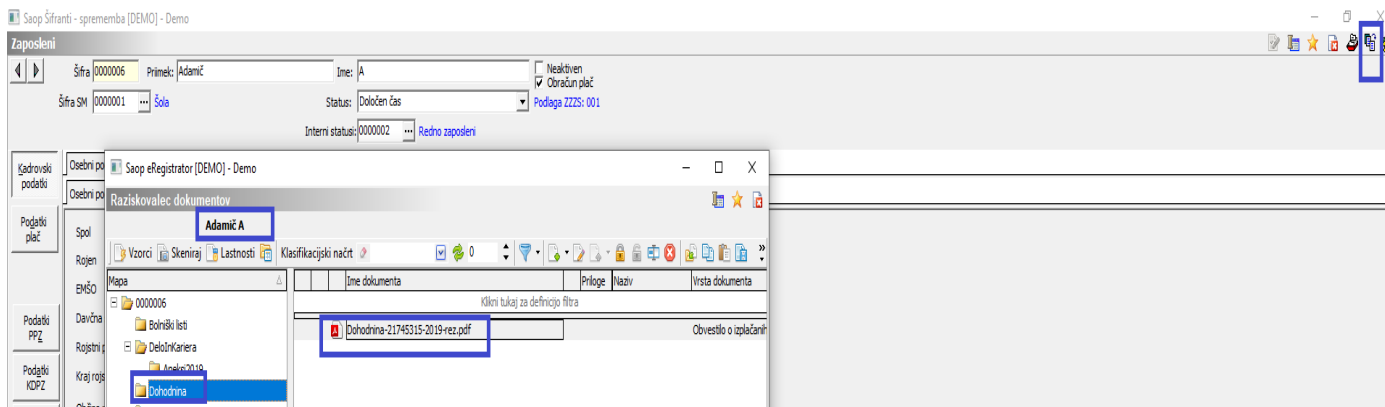 Saop Šifranti - sprememba [DEMO] - Demo
Zaposleni
Šifra 0000006 Primek: Adamič Ime: A Neaktiven
Obračun plač
Šifra SM 0000001 ... Šola Status: Določen čas Podlaga ZZZS: 001
Interni statusi: 0000002 ... Redno zaposleni
Kadrovski podatki
Osebni po
Osebni po
Podatki plač
Spol
Rojen
EMŠO
Davčna
Podatki PPZ
Rojstni p
Podatki KDPZ
Kraj rojs
Saop eRegistrator [DEMO] - Demo
Raziskovalec dokumentov
Adamič A
Vzorci Skeniraj Lastnosti Klasifikacijski načrt 0
Mapa Ime dokumenta Priloge Naziv Vrsta dokumenta
Klikni tukaj za definicijo filtra
0000006
Bolniški listi
Dohodnina-21745315-2019-rez.pdf Obvestilo o izplačanih
DeloInKariera
Aneksi2019
Dohodnina